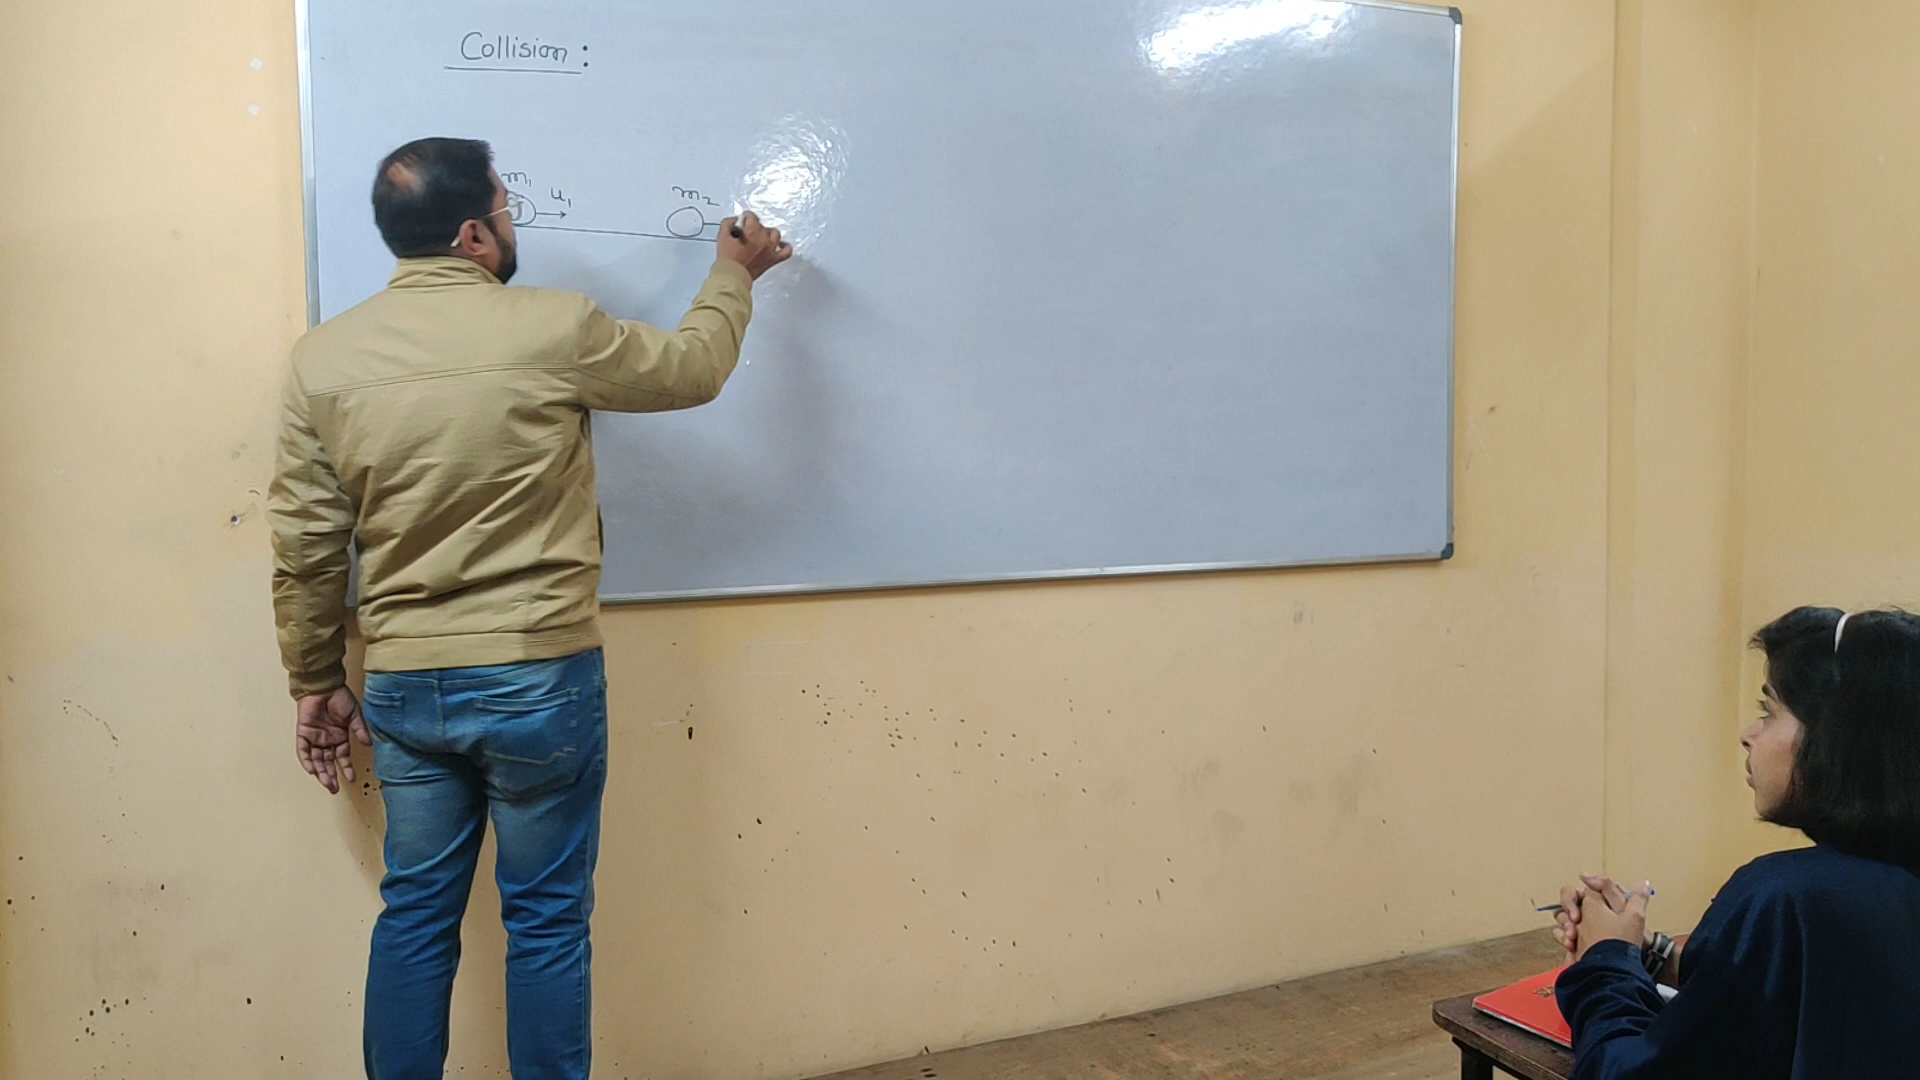 Collision :
m₁ u₁ m₂